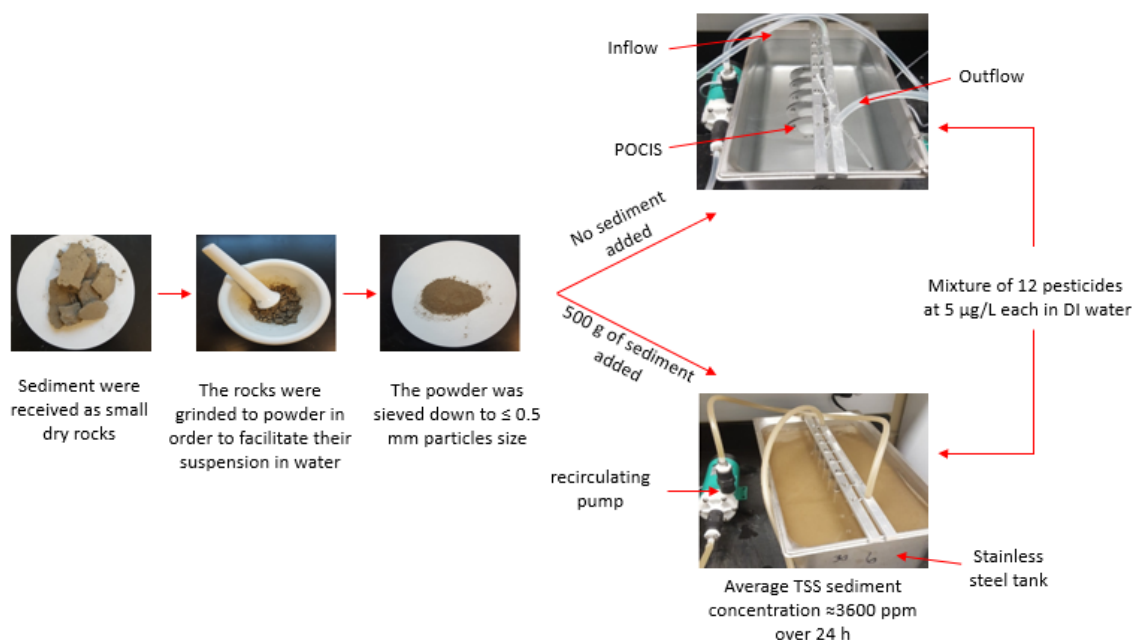 Inflow
Outflow
POCIS
No sediment
added
500 g of sediment
added
Mixture of 12 pesticides
at 5 µg/L each in DI water
Sediment were
received as small
dry rocks
The rocks were
grinded to powder in
order to facilitate their
suspension in water
The powder was
sieved down to ≤ 0.5
mm particles size
recirculating
pump
Stainless
steel tank
Average TSS sediment
concentration ≈3600 ppm
over 24 h